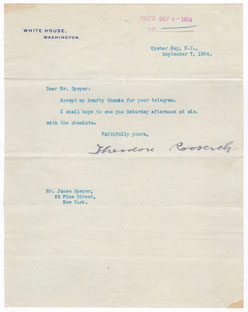 WHITE HOUSE,
WASHINGTON.
1904
Oyster Bay, N.Y.,
September 7, 1904.
Dear Mr. Speyer:
Accept my hearty thanks for your telegram.
I shall hope to see you Saturday afternoon at six,
with the chemists.
Faithfully yours,
Theodore Roosevelt
Mr. James Speyer,
24 Pine Street,
New York.